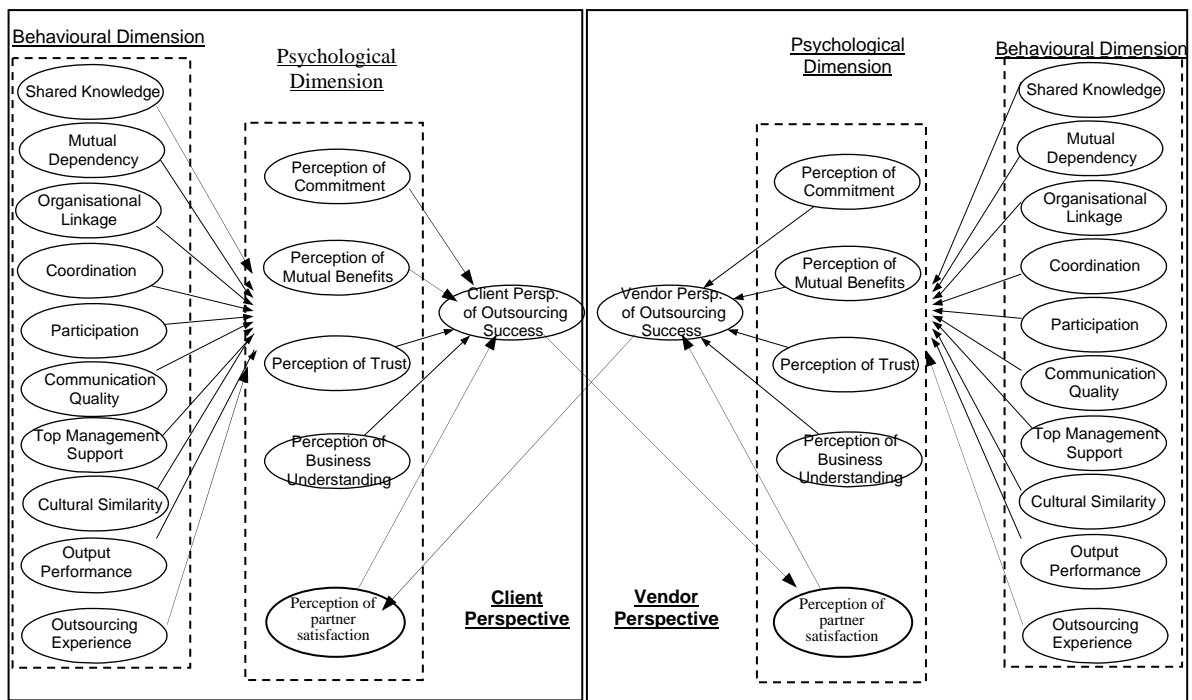 Behavioural Dimension
Shared Knowledge
Mutual
Dependency
Organisational
Linkage
Coordination
Participation
Communication
Quality
Top Management
Support
Cultural Similarity
Output
Performance
Outsourcing
Experience
Psychological
Dimension
Perception of
Commitment
Perception of
Mutual Benefits
Perception of Trust
Perception of
Business
Understanding
Perception of
partner
satisfaction
Client Persp.
of Outsourcing
Success
Client
Perspective
Vendor Persp.
of Outsourcing
Success
Vendor
Perspective
Psychological
Dimension
Perception of
Commitment
Perception of
Mutual Benefits
Perception of Trust
Perception of
Business
Understanding
Perception of
partner
satisfaction
Behavioural Dimension
Shared Knowledge
Mutual
Dependency
Organisational
Linkage
Coordination
Participation
Communication
Quality
Top Management
Support
Cultural Similarity
Output
Performance
Outsourcing
Experience